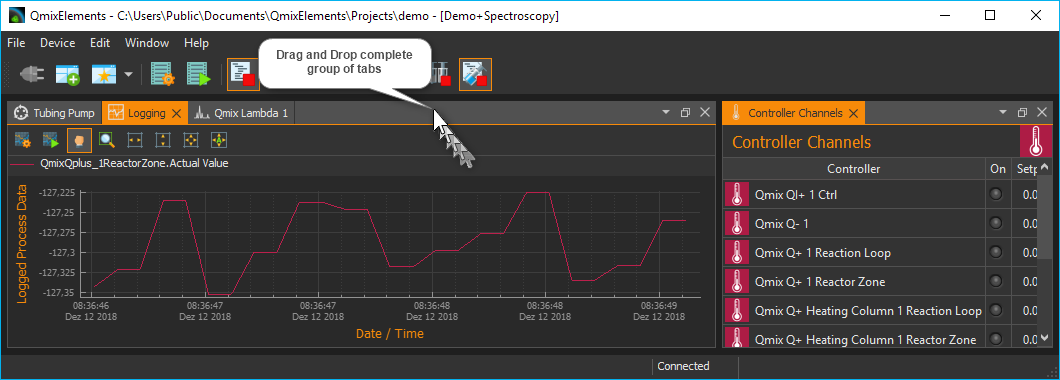 QmixElements - C:\Users\Public\Documents\QmixElements\Projects\demo - [Demo+Spectroscopy]
File Device Edit Window Help
Drag and Drop complete
group of tabs
Tubing Pump Logging Qmix Lambda 1
QmixQplus_1ReactorZone.Actual Value
Logged Process Data
-127,225
-127,25
-127,275
-127,3
-127,325
-127,35
08:36:46 08:36:47 08:36:47 08:36:48 08:36:48 08:36:49
Dez 12 2018 Dez 12 2018 Dez 12 2018 Dez 12 2018 Dez 12 2018 Dez 12 2018
Date / Time
Controller Channels
Controller Channels
Controller On Setp
Qmix QI+ 1 Ctrl 0.0
Qmix Q- 1 0.0
Qmix Q+ 1 Reaction Loop 0.0
Qmix Q+ 1 Reactor Zone 0.0
Qmix Q+ Heating Column 1 Reaction Loop 0.0
Qmix Q+ Heating Column 1 Reactor Zone 0.0
Connected